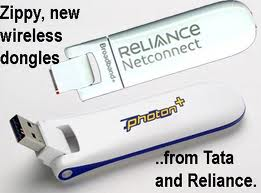 Zippy, new
wireless
dongles
Broadband+
RELIANCE
Netconnect
photon+
..from Tata
and Reliance.